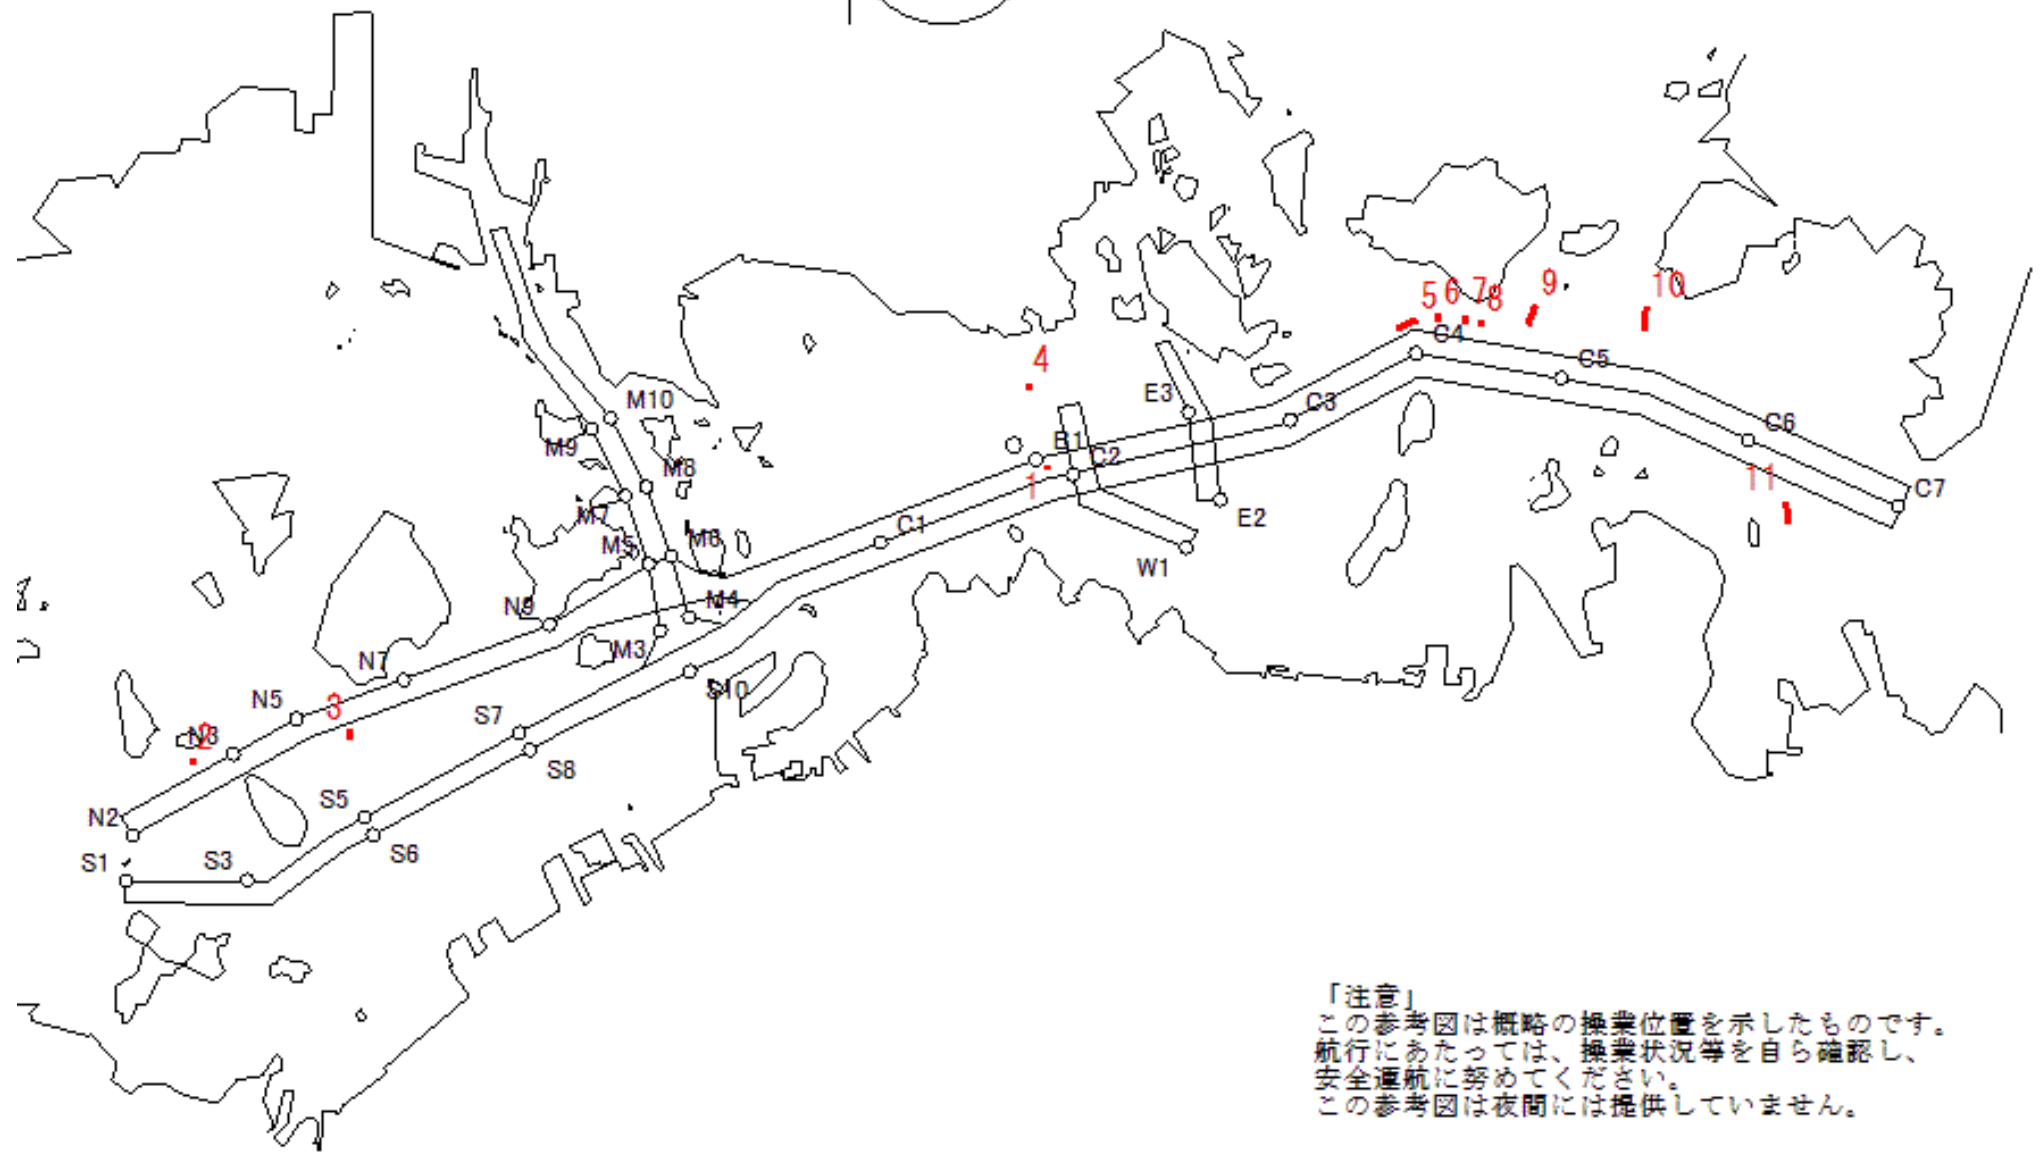 5
6
7
8
9
10
C4
C5
4
M10
E3
C3
C6
M9
B1
C2
M8
1
11
C7
M7
E2
C1
M5
M6
W1
N9
M4
M3
N7
S10
N5
3
S7
N3
2
S8
S5
N2
S6
S1
S3
「注意」
この参考図は概略の操業位置を示したものです。
航行にあたっては、操業状況等を自ら確認し、
安全運航に努めてください。
この参考図は夜間には提供していません。